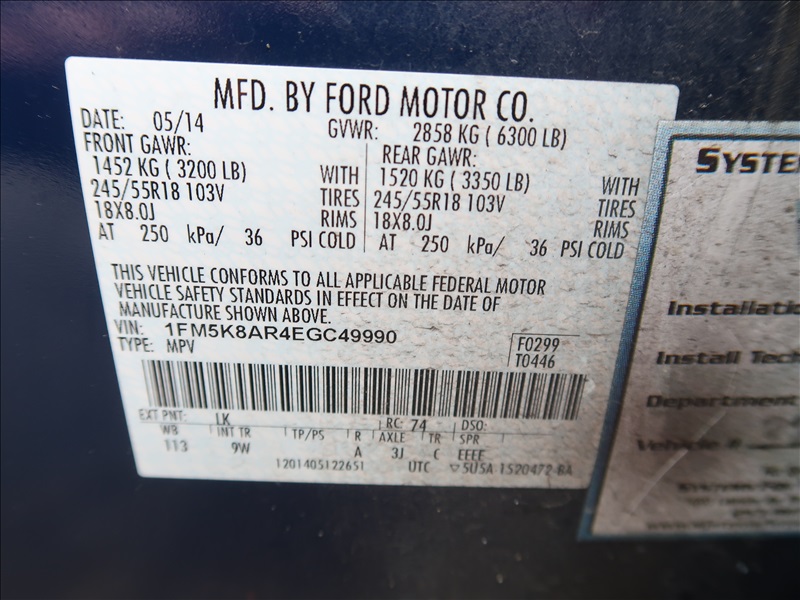 MFD. BY FORD MOTOR CO.
DATE: 05/14 GVWR: 2858 KG ( 6300 LB)
FRONT GAWR: REAR GAWR:
1452 KG ( 3200 LB) WITH 1520 KG ( 3350 LB) WITH
245/55R18 103V TIRES 245/55R18 103V TIRES
18X8.0J RIMS 18X8.0J RIMS
AT 250 kPa/ 36 PSI COLD AT 250 kPa/ 36 PSI COLD
THIS VEHICLE CONFORMS TO ALL APPLICABLE FEDERAL MOTOR
VEHICLE SAFETY STANDARDS IN EFFECT ON THE DATE OF
MANUFACTURE SHOWN ABOVE.
VIN: 1FM5K8AR4EGC49990 F0299
TYPE: MPV T0446
EXT PNT: LK RC: 74 DSO:
WB INT TR TP/PS R AXLE TR SPR
113 9W A 3J C EEEE
1201405122651 UTC ▽5U5A-1520472-BA
SYSTEM
Installatio
Install Tech
Department
Vehicle #